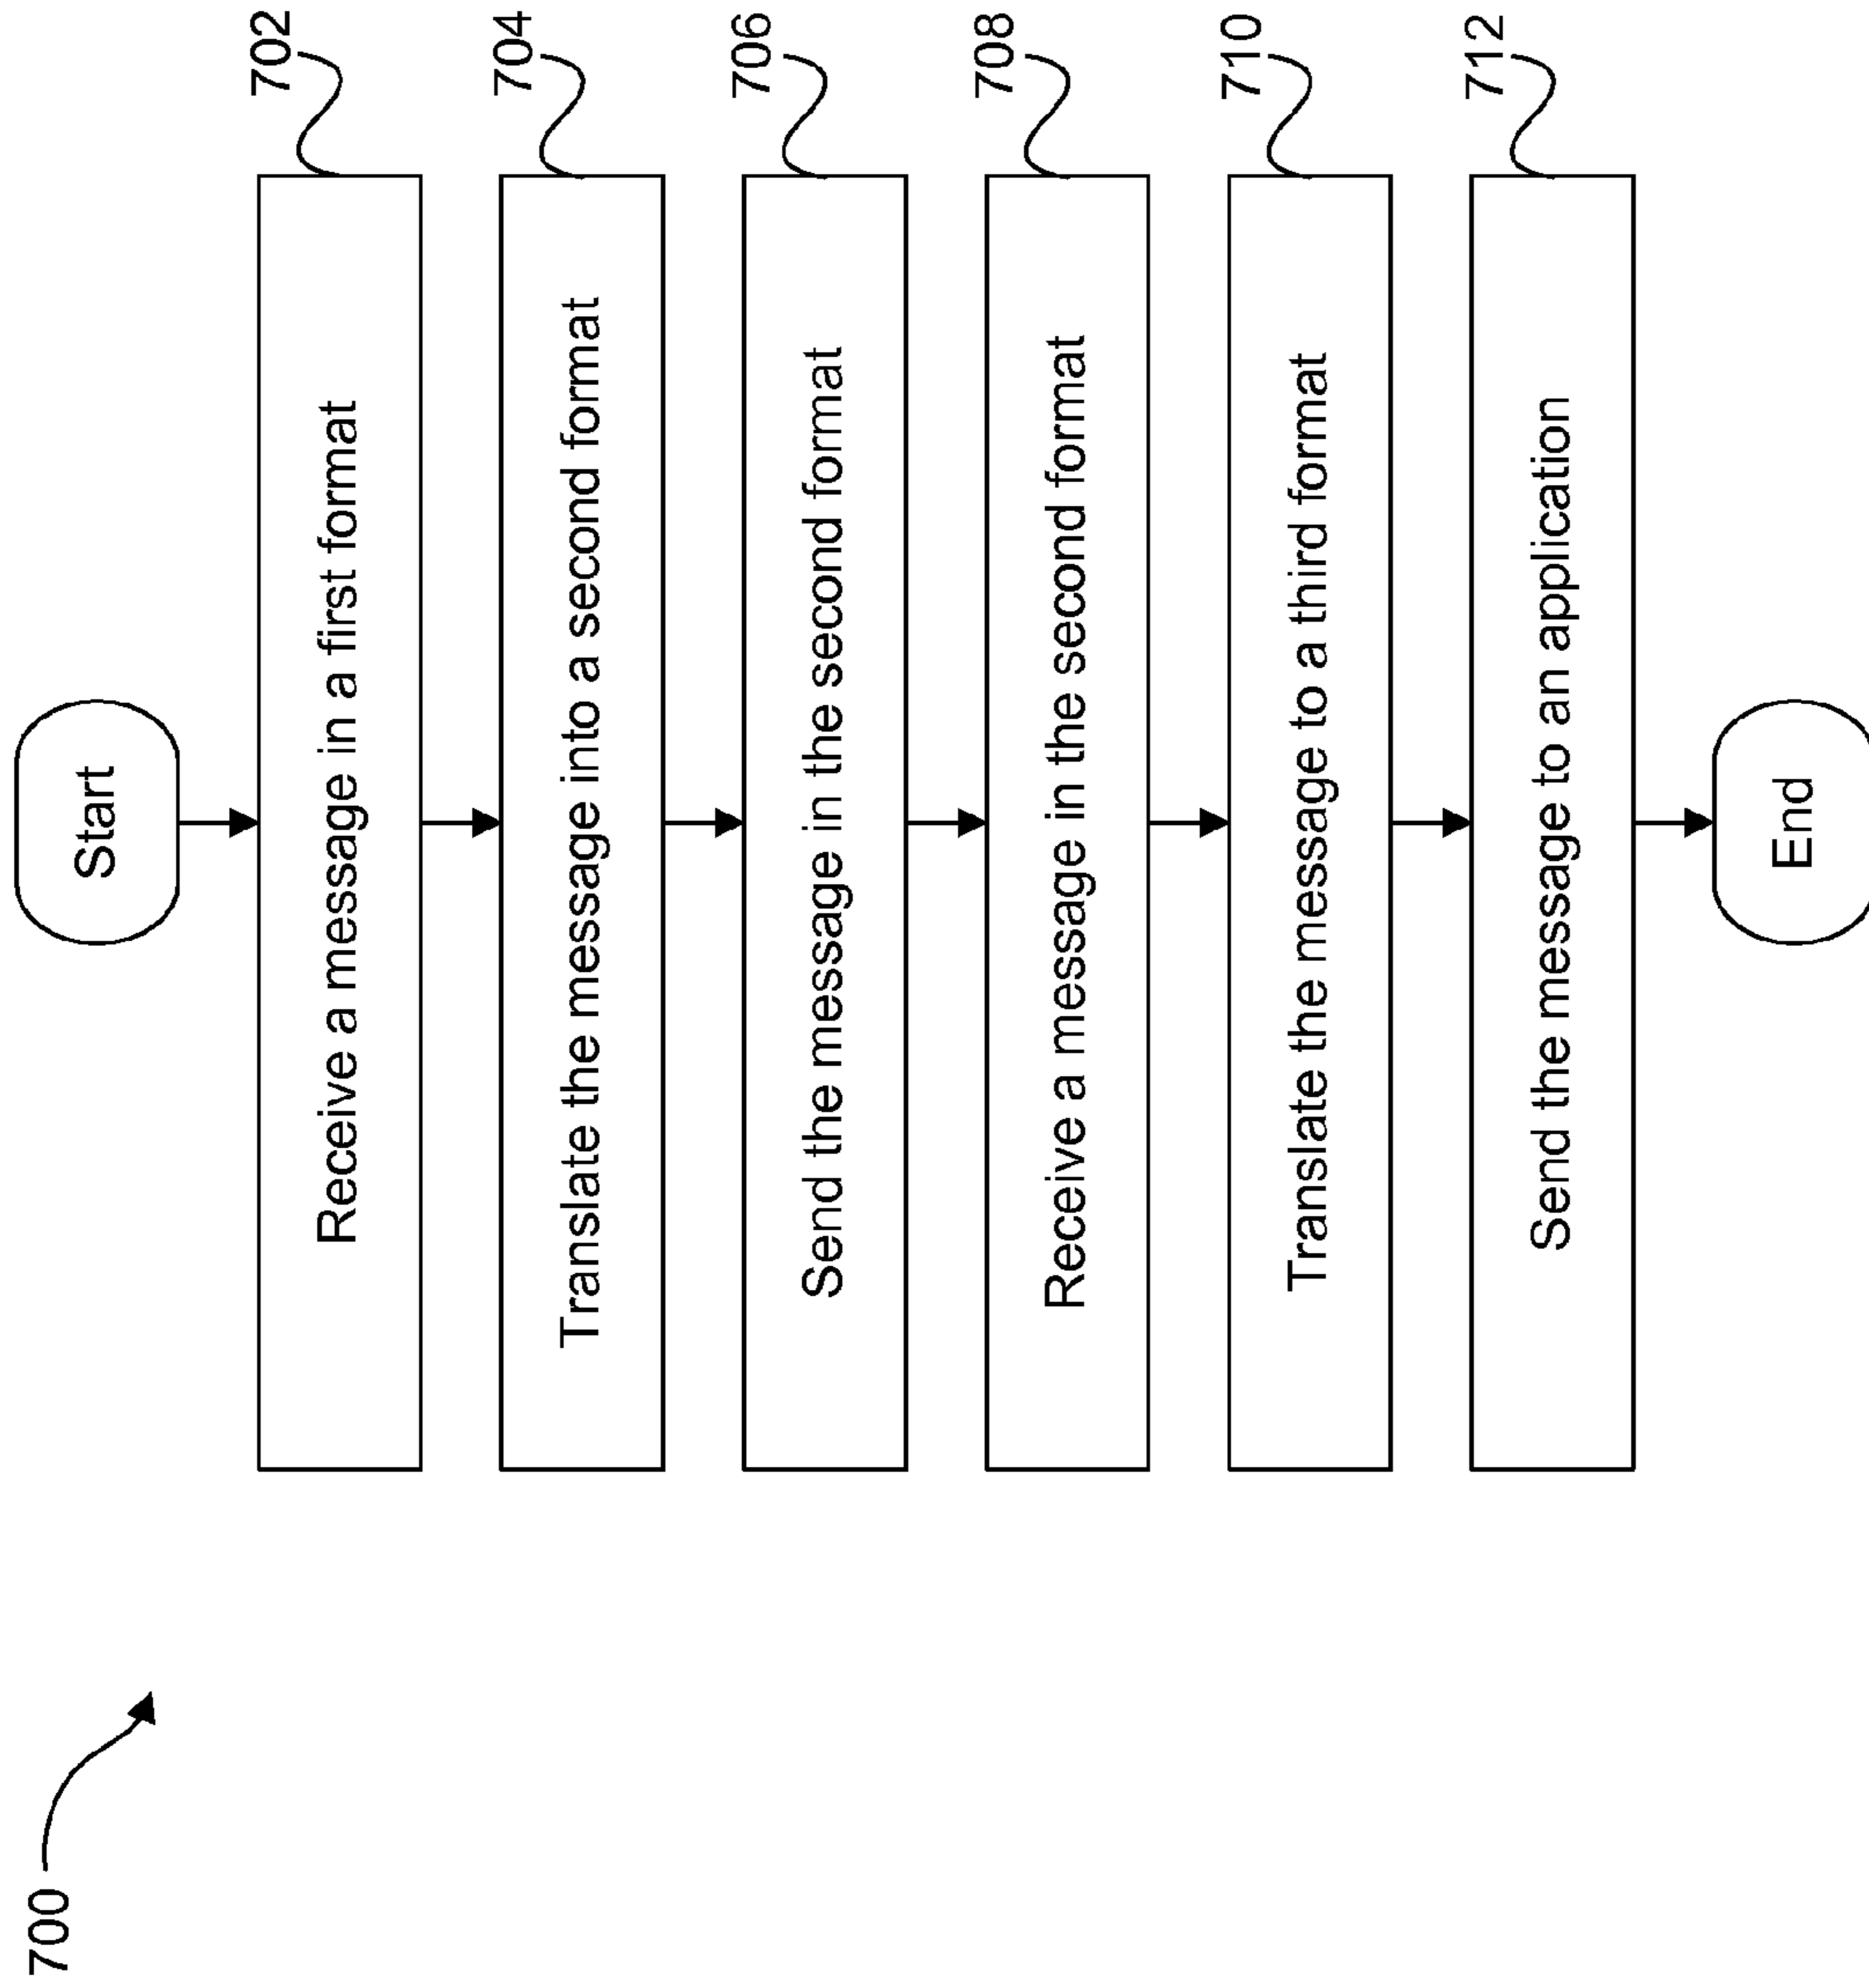 700
Start
Receive a message in a first format
702
Translate the message into a second format
704
Send the message in the second format
706
Receive a message in the second format
708
Translate the message to a third format
710
Send the message to an application
712
End